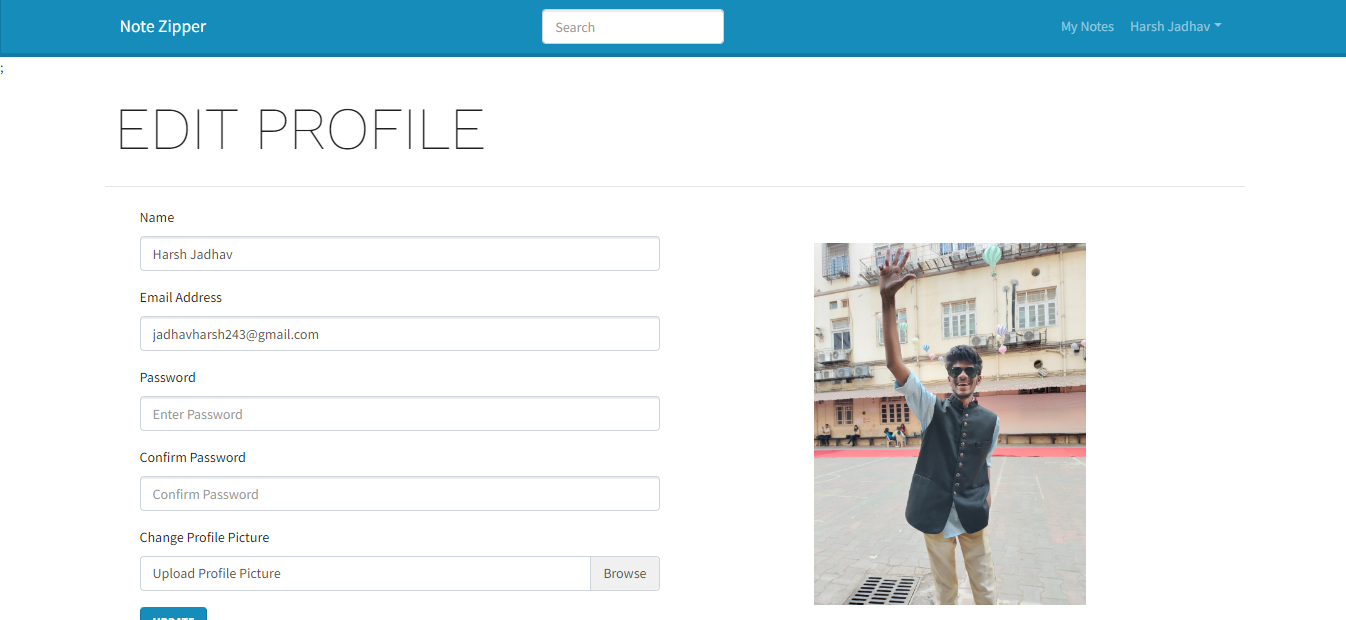 Note Zipper
Search
My Notes
Harsh Jadhav
;
EDIT PROFILE
Name
Harsh Jadhav
Email Address
jadhavharsh243@gmail.com
Password
Enter Password
Confirm Password
Confirm Password
Change Profile Picture
Upload Profile Picture
Browse
UPDATE